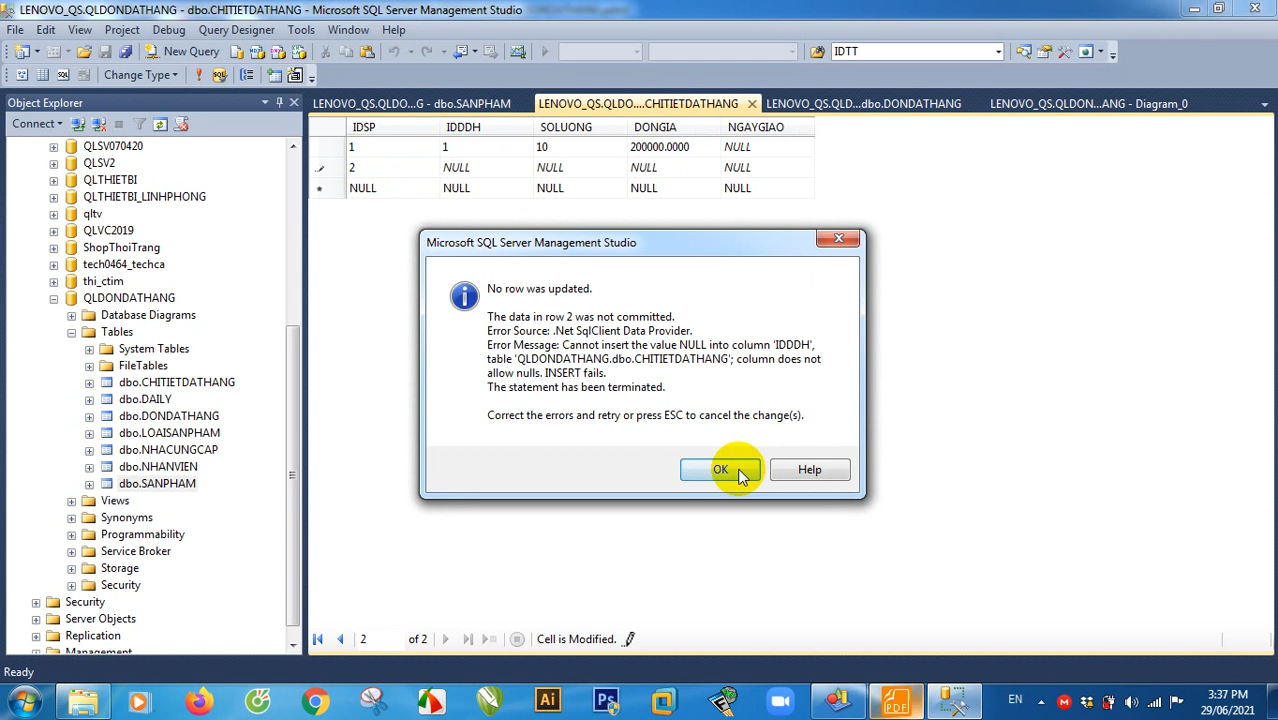 LENOVO_QS.QLDONDATHANG - dbo.CHITIETDATHANG - Microsoft SQL Server Management Studio
File Edit View Project Debug Query Designer Tools Window Help
New Query IDTT
Change Type
Object Explorer
LENOVO_QS.QLDO...G - dbo.SANPHAM LENOVO_QS.QLDO....CHITIETDATHANG LENOVO_QS.QLD...dbo.DONDATHANG LENOVO_QS.QLDON...ANG - Diagram_0
Connect
QLSV070420
QLSV2
QLTHIETBI
QLTHIETBI_LINHPHONG
qltv
QLVC2019
ShopThoiTrang
tech0464_techca
thi_ctim
QLDONDATHANG
Database Diagrams
Tables
System Tables
FileTables
dbo.CHITIETDATHANG
dbo.DAILY
dbo.DONDATHANG
dbo.LOAISANPHAM
dbo.NHACUNGCAP
dbo.NHANVIEN
dbo.SANPHAM
Views
Synonyms
Programmability
Service Broker
Storage
Security
Security
Server Objects
Replication
Management
IDSP IDDDH SOLUONG DONGIA NGAYGIAO
1 1 10 200000.0000 NULL
2 NULL NULL NULL NULL
NULL NULL NULL NULL NULL
Microsoft SQL Server Management Studio
No row was updated.
The data in row 2 was not committed.
Error Source: .Net SqlClient Data Provider.
Error Message: Cannot insert the value NULL into column 'IDDDH',
table 'QLDONDATHANG.dbo.CHITIETDATHANG'; column does not
allow nulls. INSERT fails.
The statement has been terminated.
Correct the errors and retry or press ESC to cancel the change(s).
OK Help
2 of 2 Cell is Modified.
Ready
EN
3:37 PM
29/06/2021